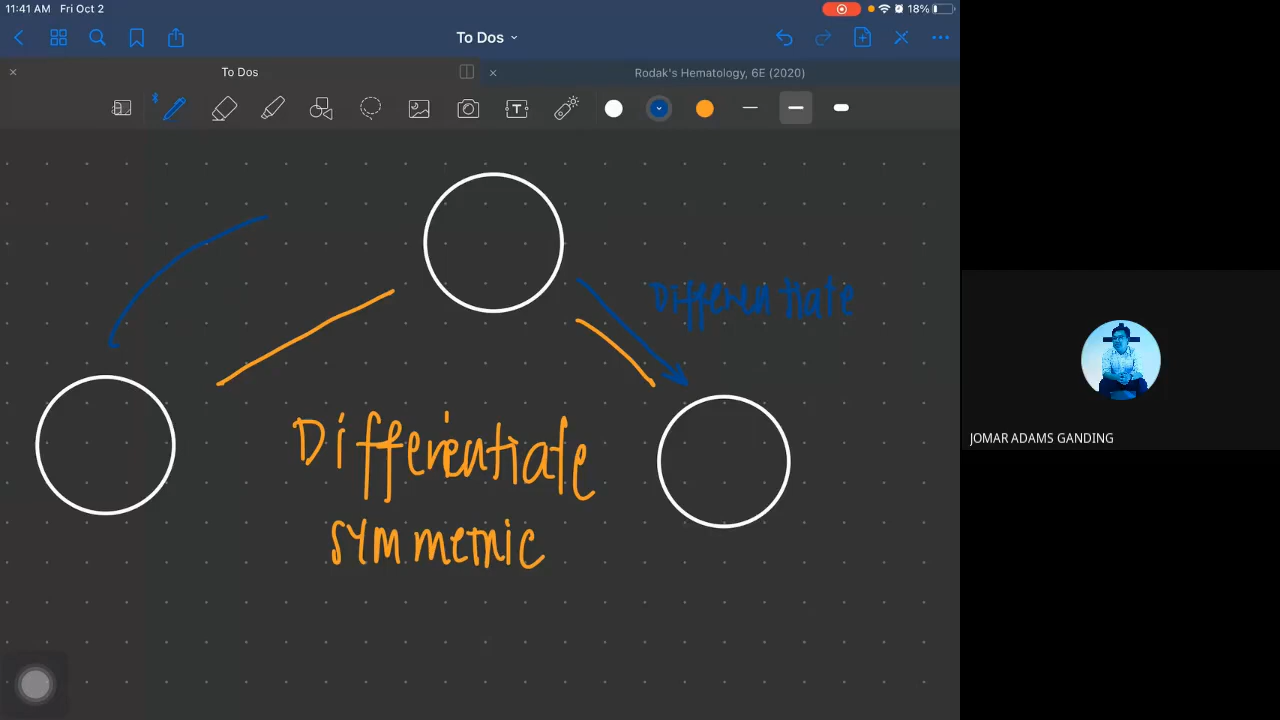 11:41 AM Fri Oct 2
18%
To Dos
To Dos
Rodak's Hematology, 6E (2020)
T
Differentiate
Differentiate
symmetric
JOMAR ADAMS GANDING